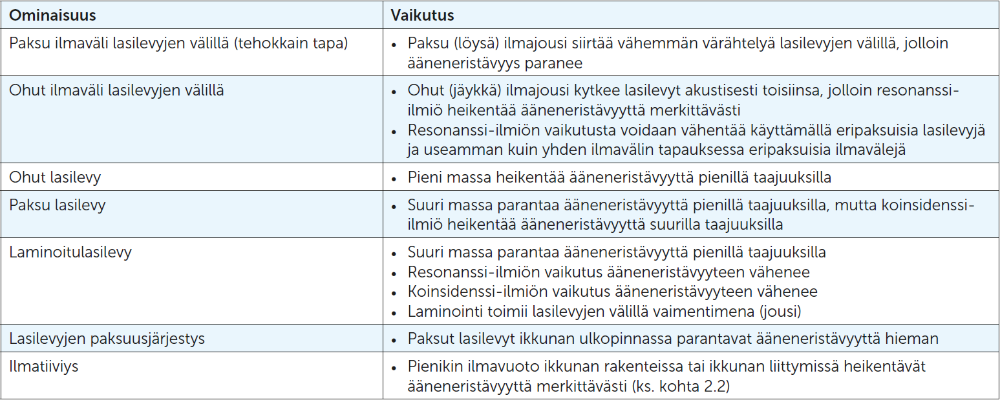 Ominaisuus Vaikutus
Paksu ilmaväli lasilevyjen välillä (tehokkain tapa) • Paksu (löysä) ilmajousi siirtää vähemmän värähtelyä lasilevyjen välillä, jolloin
ääneneristävyys paranee
Ohut ilmaväli lasilevyjen välillä • Ohut (jäykkä) ilmajousi kytkee lasilevyt akustisesti toisiinsa, jolloin resonanssi-
ilmiö heikentää ääneneristävyyttä merkittävästi
• Resonanssi-ilmiön vaikutusta voidaan vähentää käyttämällä eripaksuisia lasilevyjä
ja useamman kuin yhden ilmavälin tapauksessa eripaksuisia ilmavälejä
Ohut lasilevy • Pieni massa heikentää ääneneristävyyttä pienillä taajuuksilla
Paksu lasilevy • Suuri massa parantaa ääneneristävyyttä pienillä taajuuksilla, mutta koinsidenssi-
ilmiö heikentää ääneneristävyyttä suurilla taajuuksilla
Laminoitulasilevy • Suuri massa parantaa ääneneristävyyttä pienillä taajuuksilla
• Resonanssi-ilmiön vaikutus ääneneristävyyteen vähenee
• Koinsidenssi-ilmiön vaikutus ääneneristävyyteen vähenee
• Laminointi toimii lasilevyjen välillä vaimentimena (jousi)
Lasilevyjen paksuusjärjestys • Paksut lasilevyt ikkunan ulkopinnassa parantavat ääneneristävyyttä hieman
Ilmatiiviys • Pienikin ilmavuoto ikkunan rakenteissa tai ikkunan liittymissä heikentävät
ääneneristävyyttä merkittävästi (ks. kohta 2.2)